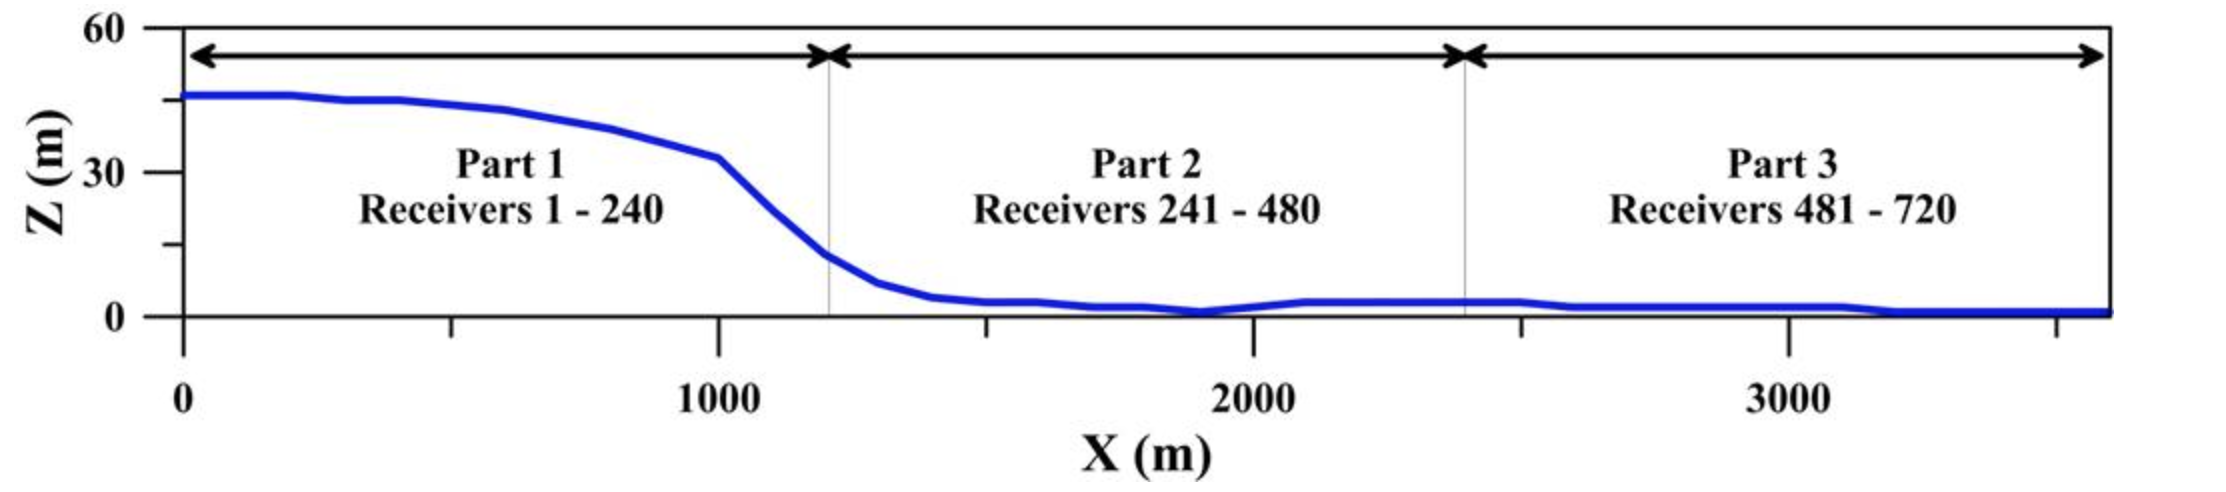 60
30
0
Z (m)
Part 1
Receivers 1 - 240
Part 2
Receivers 241 - 480
Part 3
Receivers 481 - 720
0
1000
2000
3000
X (m)